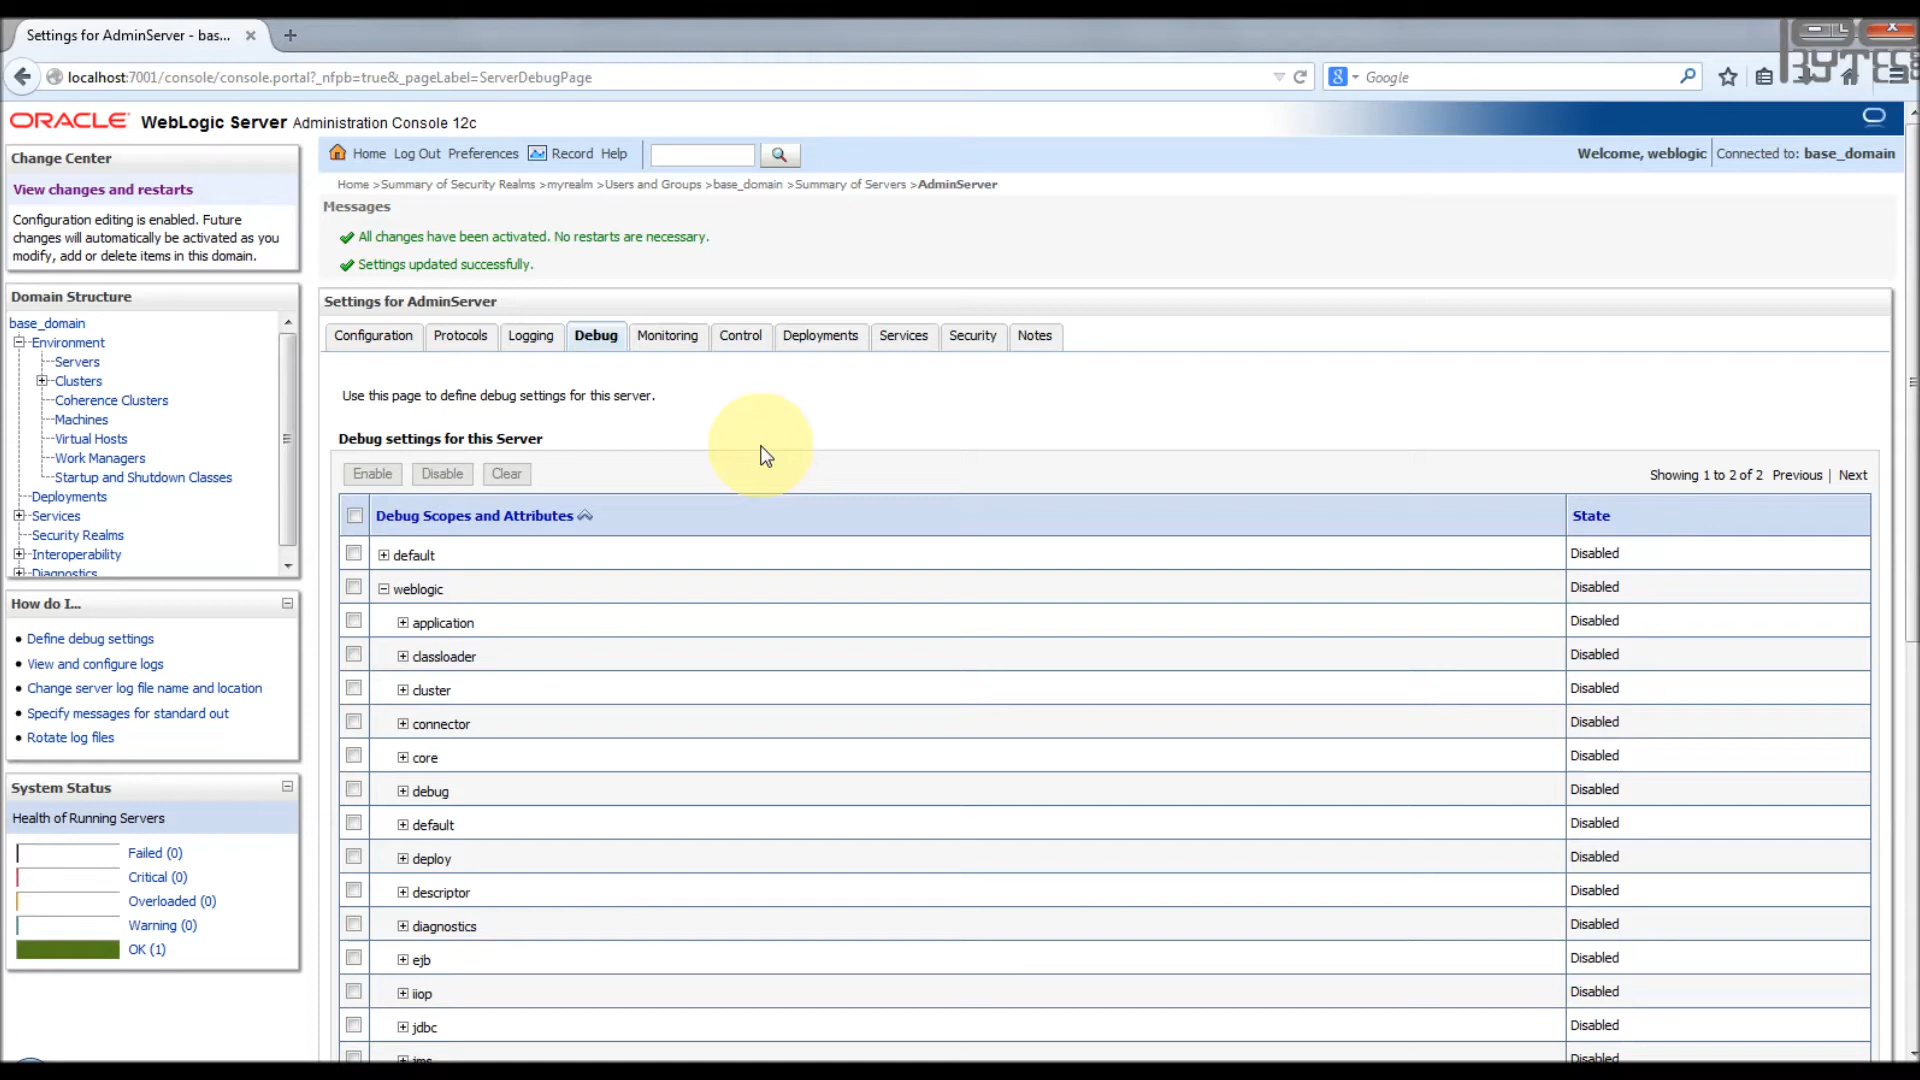 Settings for AdminServer - bas...
localhost:7001/console/console.portal?_nfpb=true&_pageLabel=ServerDebugPage
8 Google
BYTES
ORACLE WebLogic Server Administration Console 12c
Change Center
View changes and restarts
Configuration editing is enabled. Future
changes will automatically be activated as you
modify, add or delete items in this domain.
Domain Structure
base_domain
Environment
Servers
Clusters
Coherence Clusters
Machines
Virtual Hosts
Work Managers
Startup and Shutdown Classes
Deployments
Services
Security Realms
Interoperability
Diagnostics
How do I...
Define debug settings
View and configure logs
Change server log file name and location
Specify messages for standard out
Rotate log files
System Status
Health of Running Servers
Failed (0)
Critical (0)
Overloaded (0)
Warning (0)
OK (1)
Home Log Out Preferences Record Help
Welcome, weblogic Connected to: base_domain
Home >Summary of Security Realms >myrealm >Users and Groups >base_domain >Summary of Servers >AdminServer
Messages
All changes have been activated. No restarts are necessary.
Settings updated successfully.
Settings for AdminServer
Configuration Protocols Logging Debug Monitoring Control Deployments Services Security Notes
Use this page to define debug settings for this server.
Debug settings for this Server
Enable Disable Clear
Showing 1 to 2 of 2 Previous | Next
Debug Scopes and Attributes State
default Disabled
weblogic Disabled
application Disabled
classloader Disabled
cluster Disabled
connector Disabled
core Disabled
debug Disabled
default Disabled
deploy Disabled
descriptor Disabled
diagnostics Disabled
ejb Disabled
iiop Disabled
jdbc Disabled
jms Disabled